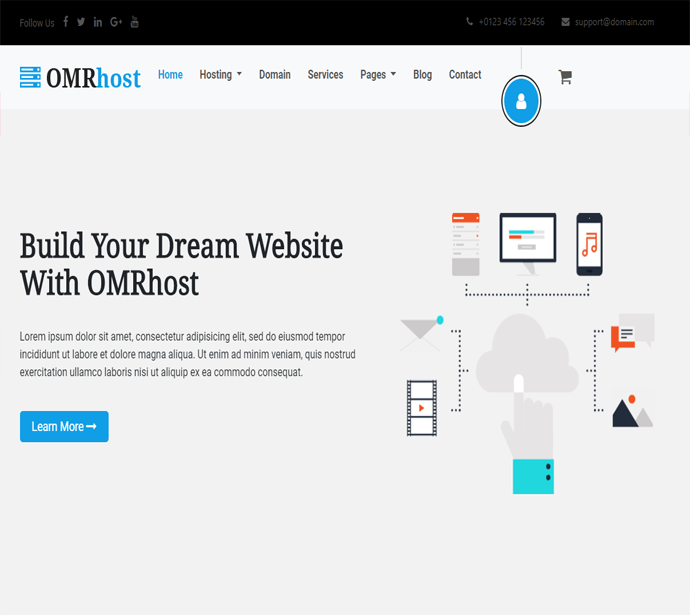 Follow Us
+0123 456 123456
support@domain.com
OMRhost
Home Hosting Domain Services Pages Blog Contact
Build Your Dream Website
With OMRhost
Lorem ipsum dolor sit amet, consectetur adipisicing elit, sed do eiusmod tempor
incididunt ut labore et dolore magna aliqua. Ut enim ad minim veniam, quis nostrud
exercitation ullamco laboris nisi ut aliquip ex ea commodo consequat.
Learn More